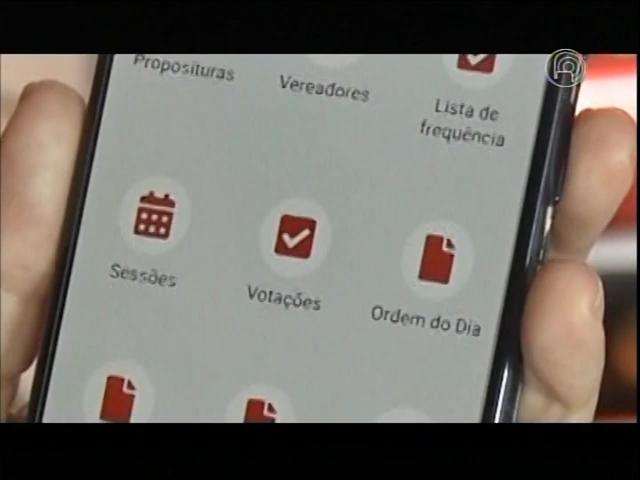 Proposituras
Vereadores
Lista de
frequência
Sessões
Votações
Ordem do Dia